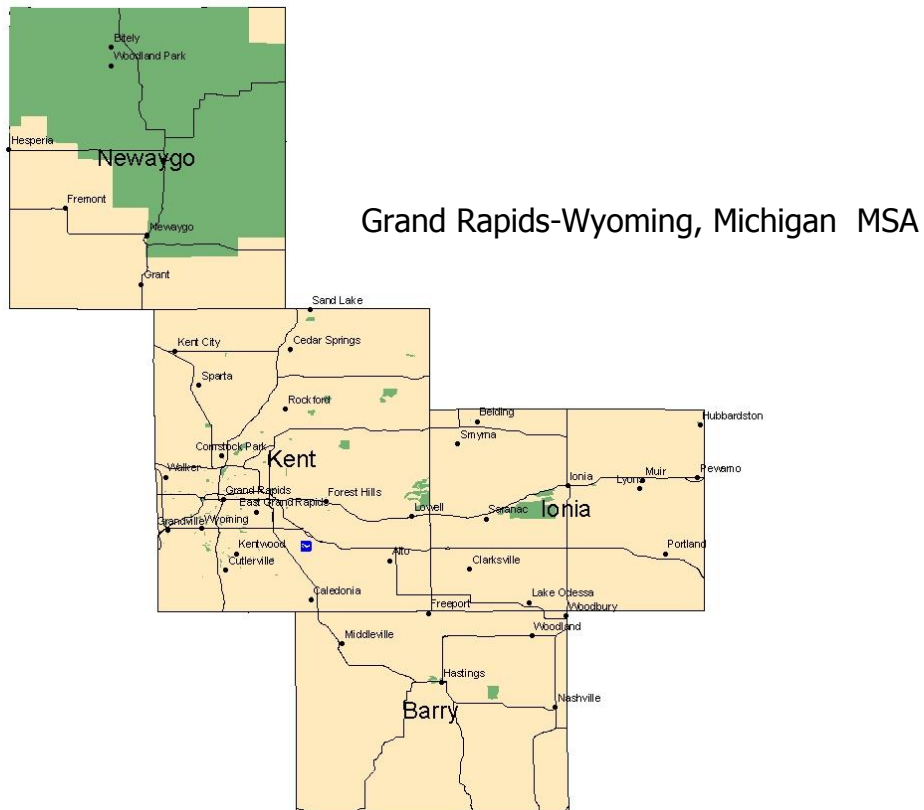 Bitely
Woodland Park
Hesperia
Newaygo
Fremont
Newaygo
Grand Rapids-Wyoming, Michigan MSA
Grant
Sand Lake
Kent City
Cedar Springs
Sparta
Rockford
Belding
Hubbardston
Smyrna
Comstock Park
Kent
Walker
Ionia
Muir
Pewamo
Lyons
Grand Rapids
Forest Hills
East Grand Rapids
Lowell
Saranac
Ionia
Grandville
Wyoming
Kentwood
Alto
Portland
Cutlerville
Clarksville
Caledonia
Lake Odessa
Freeport
Woodbury
Middleville
Woodland
Hastings
Nashville
Barry